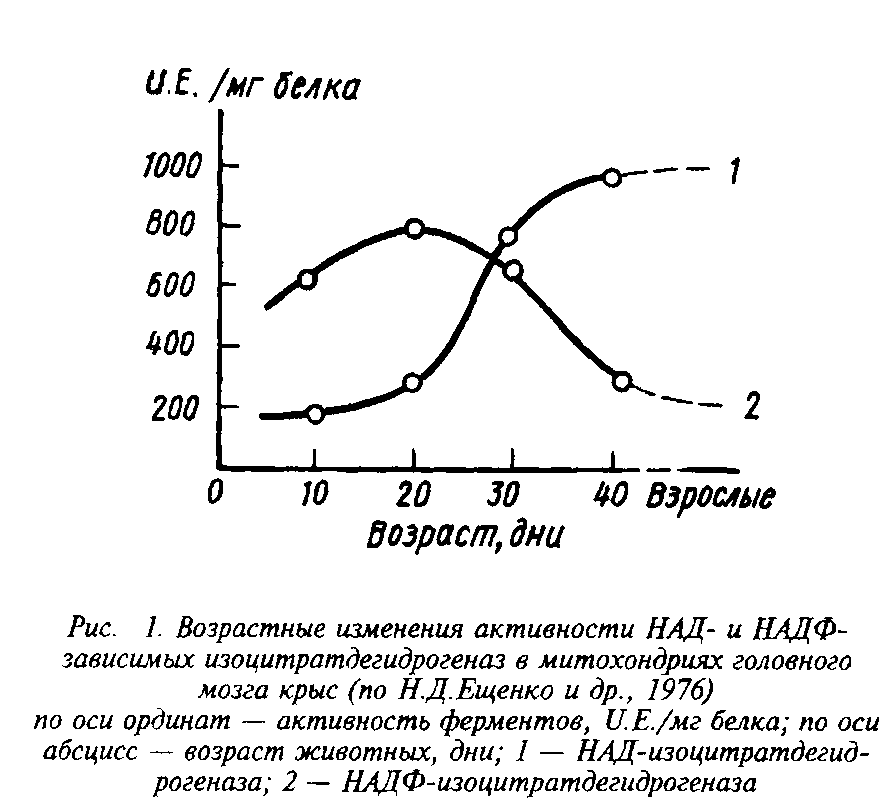 U.E. /мг белка
1000
800
600
400
200
0 10 20 30 40 Взрослые
Возраст, дни
1
2
Рис. 1. Возрастные изменения активности НАД- и НАДФ-
зависимых изоцитратдегидрогеназ в митохондриях головного
мозга крыс (по Н.Д.Ещенко и др., 1976)
по оси ординат — активность ферментов, U.E./мг белка; по оси
абсцисс — возраст животных, дни; 1 — НАД-изоцитратдегид-
рогеназа; 2 — НАДФ-изоцитратдегидрогеназа